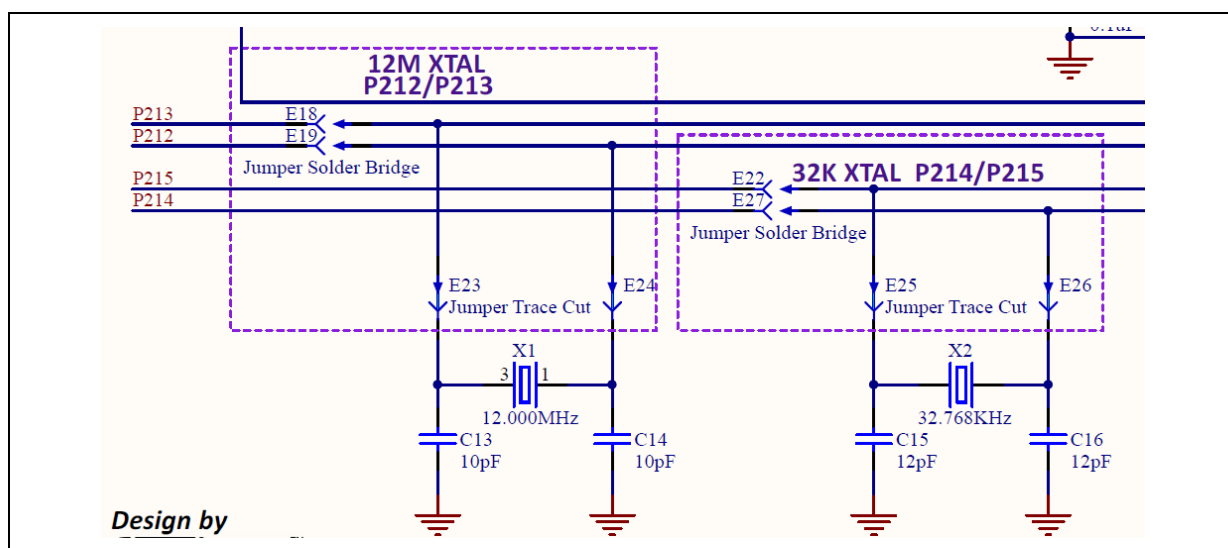 0.1uF
12M XTAL
P212/P213
P213
E18
P212
E19
Jumper Solder Bridge
P215
E22
32K XTAL P214/P215
P214
E27
Jumper Solder Bridge
E23
E24
E25
E26
Jumper Trace Cut
Jumper Trace Cut
X1
X2
3
1
12.000MHz
32.768KHz
C13
C14
C15
C16
10pF
10pF
12pF
12pF
Design by